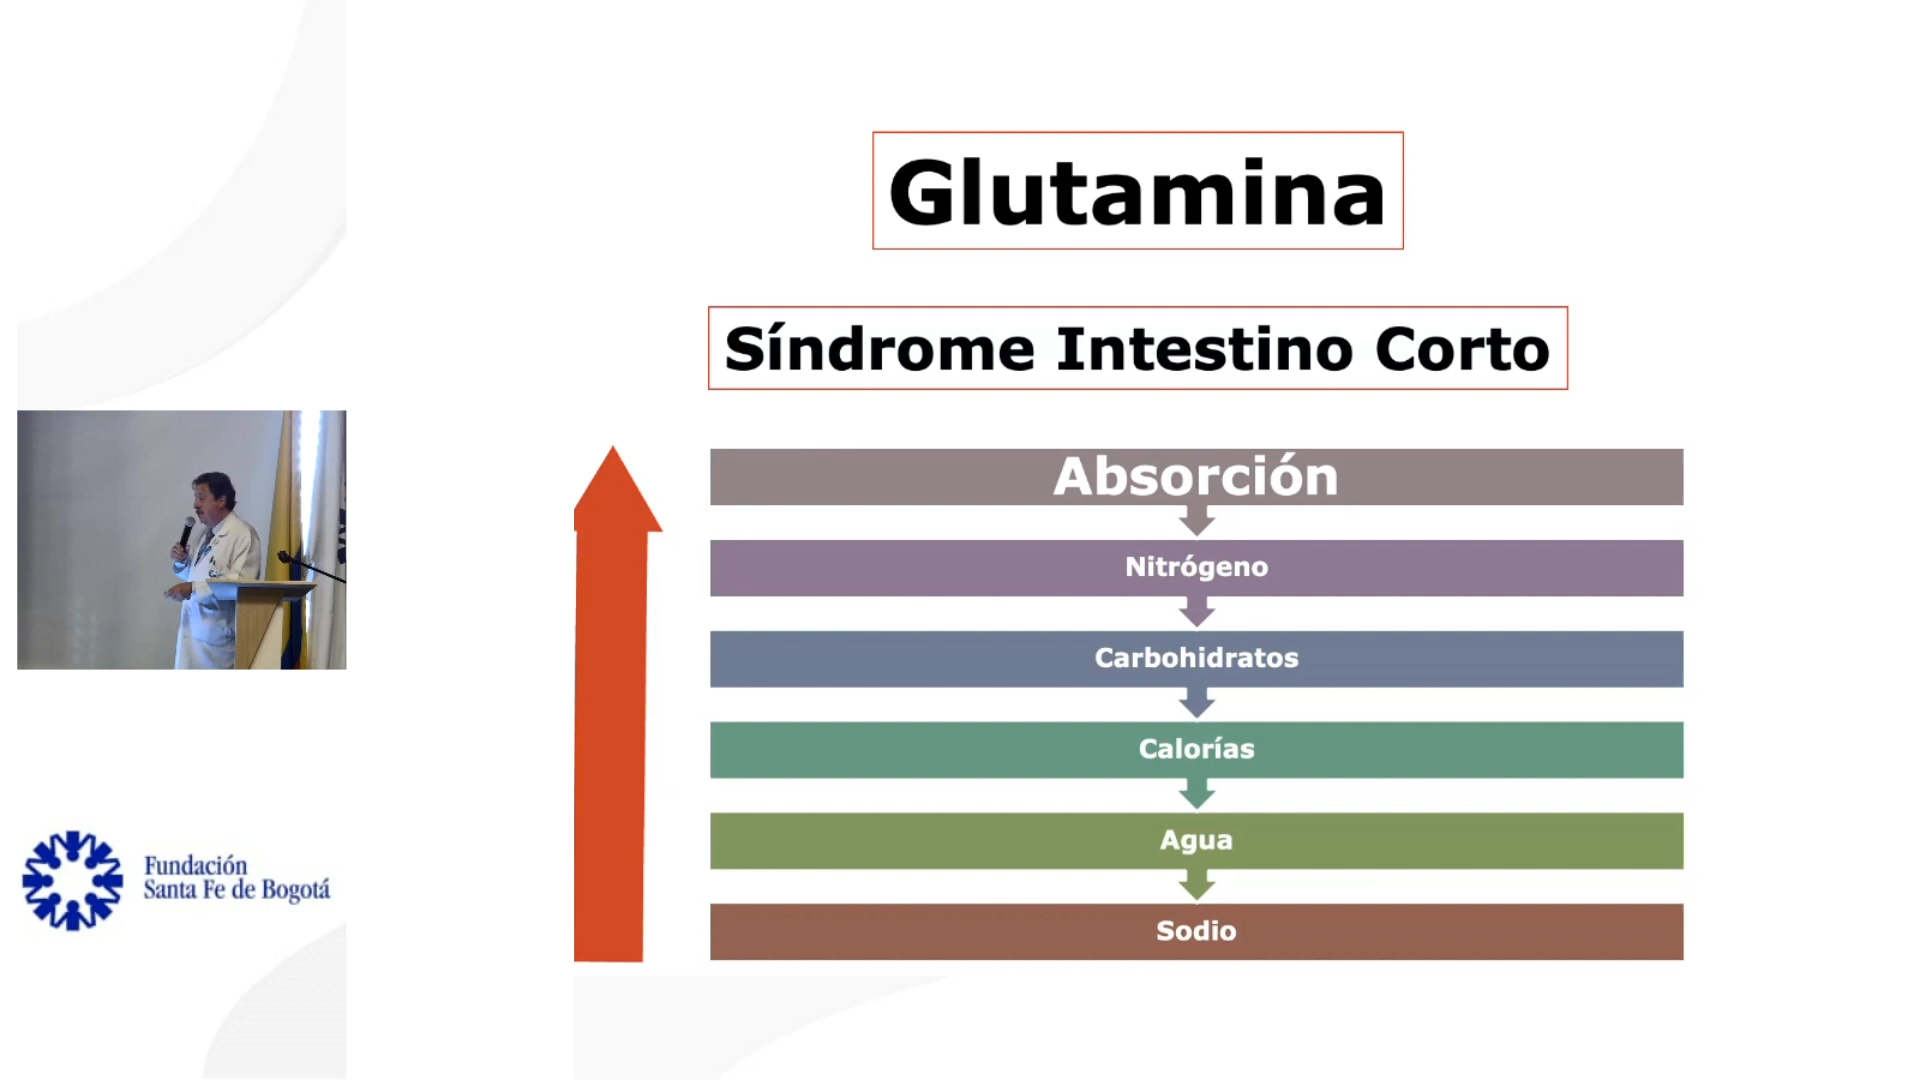 Glutamina
Síndrome Intestino Corto
Absorción
Nitrógeno
Carbohidratos
Calorías
Agua
Sodio
Fundación
Santa Fe de Bogotá